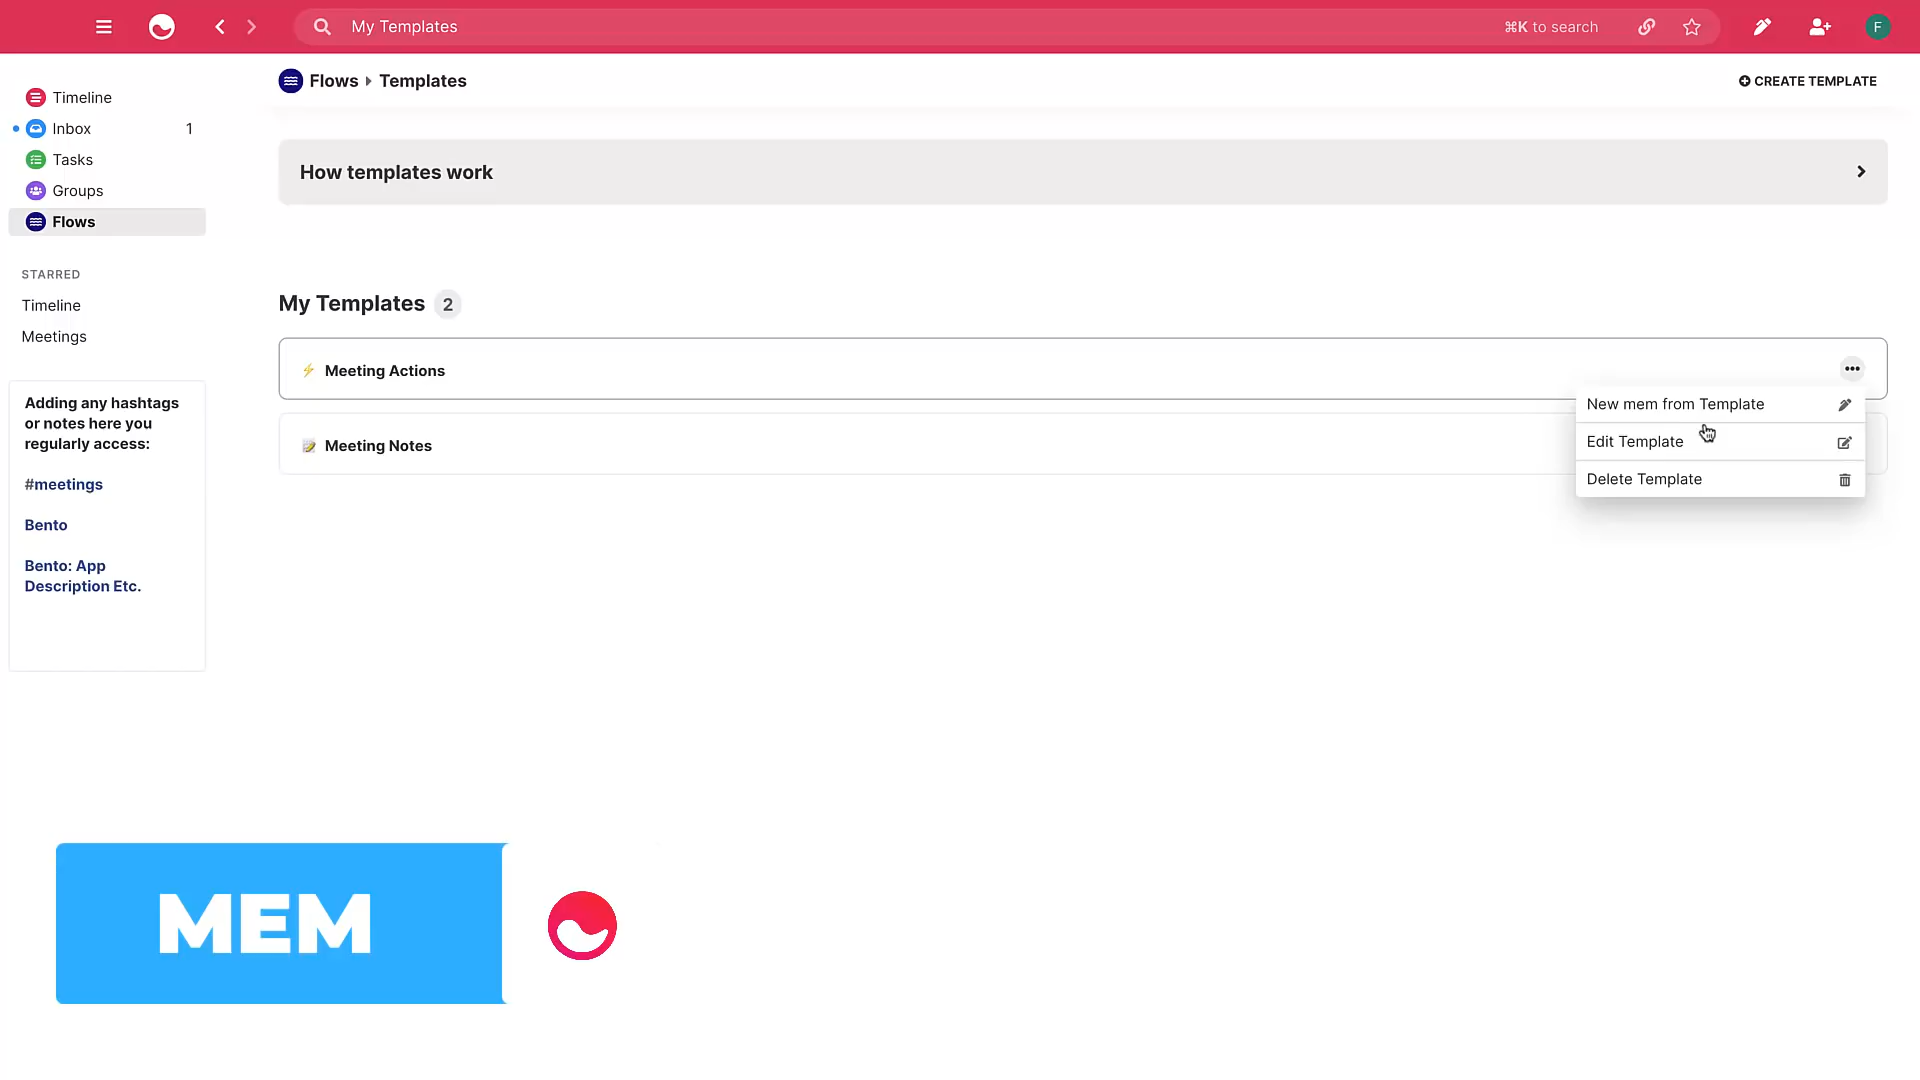 My Templates
⌘K to search
F
Flows Templates
CREATE TEMPLATE
Timeline
Inbox 1
Tasks
Groups
Flows
STARRED
Timeline
Meetings
Adding any hashtags
or notes here you
regularly access:
#meetings
Bento
Bento: App
Description Etc.
How templates work
My Templates 2
Meeting Actions
Meeting Notes
New mem from Template
Edit Template
Delete Template
MEM